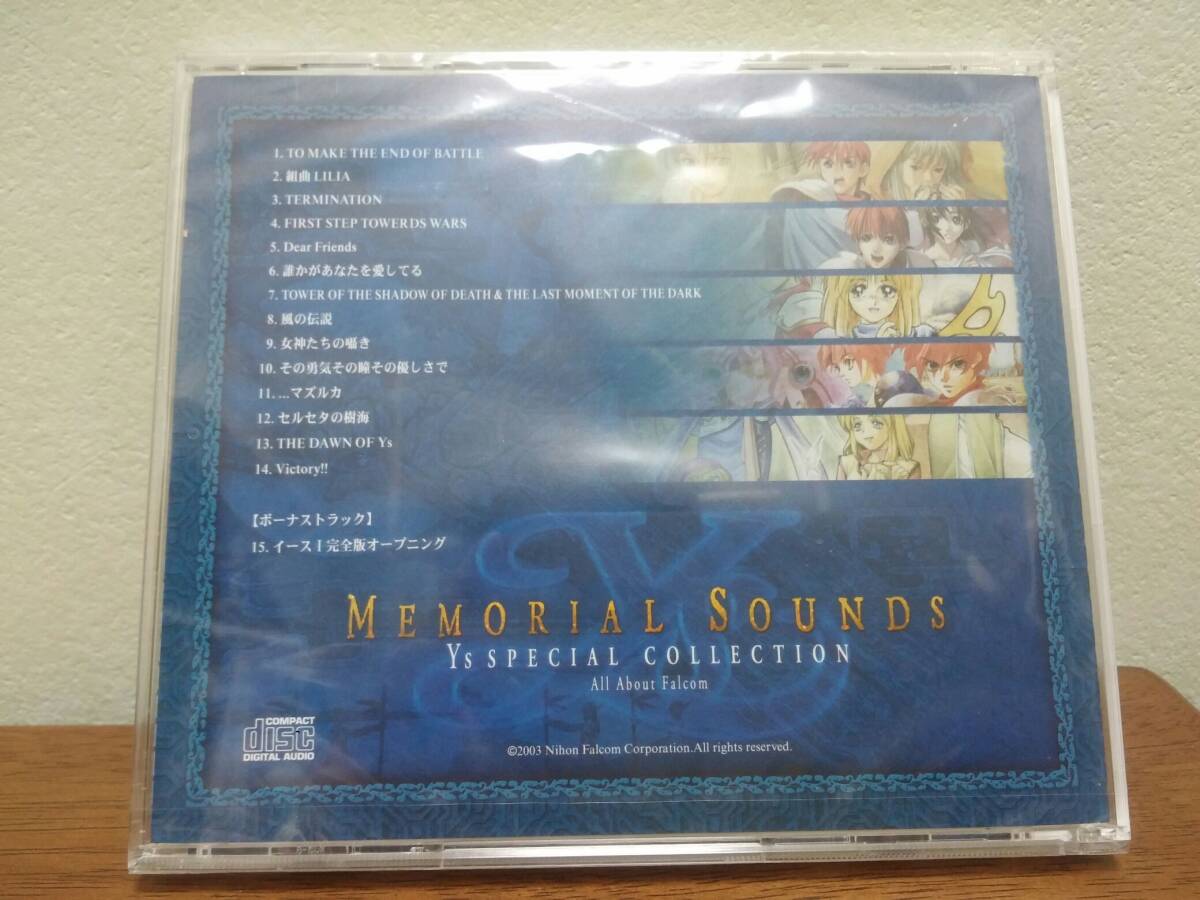 1. TO MAKE THE END OF BATTLE
2. 組曲 LILIA
3. TERMINATION
4. FIRST STEP TOWERDS WARS
5. Dear Friends
6. 誰かがあなたを愛してる
7. TOWER OF THE SHADOW OF DEATH & THE LAST MOMENT OF THE DARK
8. 風の伝説
9. 女神たちの囁き
10. その勇気その瞳その優しさで
11. ...マズルカ
12. セルセタの樹海
13. THE DAWN OF Ys
14. Victory!!
【ボーナストラック】
15. イース I 完全版オープニング
Ys
MEMORIAL SOUNDS
Ys SPECIAL COLLECTION
All About Falcom
COMPACT
disc
DIGITAL AUDIO
©2003 Nihon Falcom Corporation.All rights reserved.